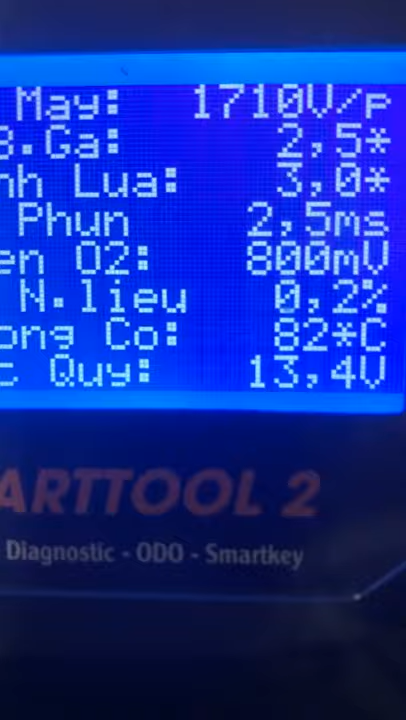 May: 1710V/p
B.Ga: 2,5*
nh Lua: 3,0*
Phun 2,5ms
en O2: 800mV
N.lieu 0,2%
ong Co: 82*C
c Quy: 13,4V
ARTTOOL 2
Diagnostic - ODO - Smartkey